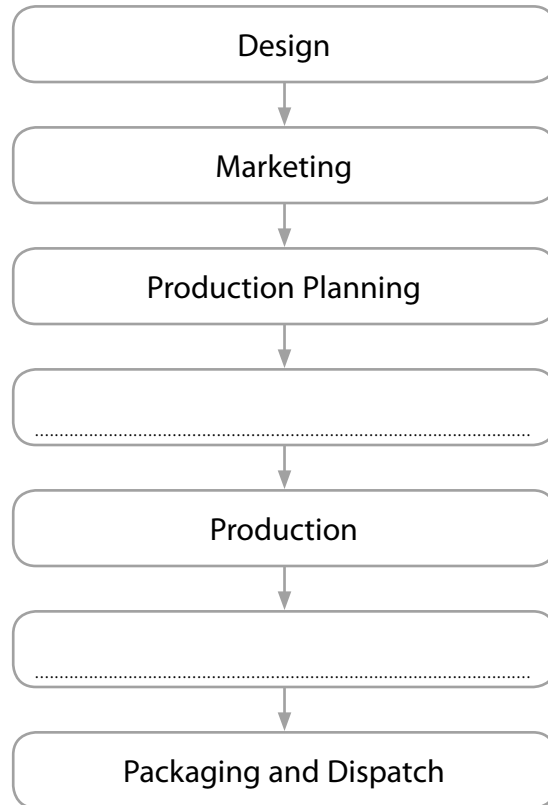 Design
Marketing
Production Planning
Production
Packaging and Dispatch